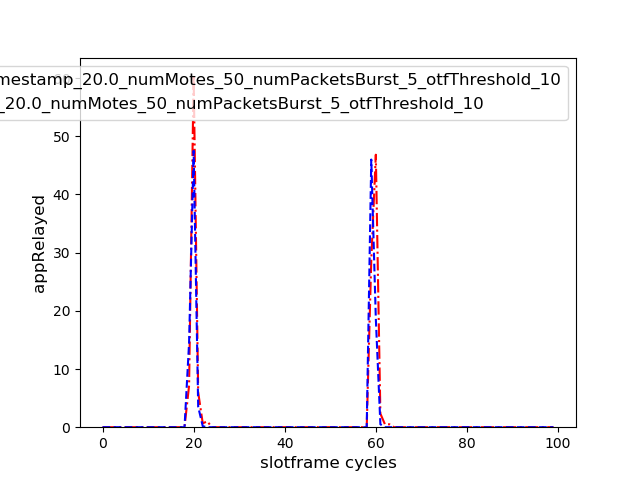 mestamp_20.0_numMotes_50_numPacketsBurst_5_otfThreshold_10
_20.0_numMotes_50_numPacketsBurst_5_otfThreshold_10
50
40
30
20
10
0
appRelayed
0 20 40 60 80 100
slotframe cycles